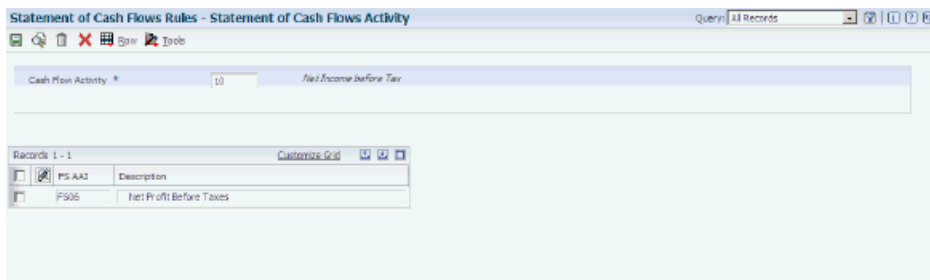 Statement of Cash Flows Rules - Statement of Cash Flows Activity Query: All Records
Row Tools
Cash Flow Activity * 10 Net Income before Tax
Records 1 - 1 Customize Grid
FS AAI Description
FS06 Net Profit Before Taxes